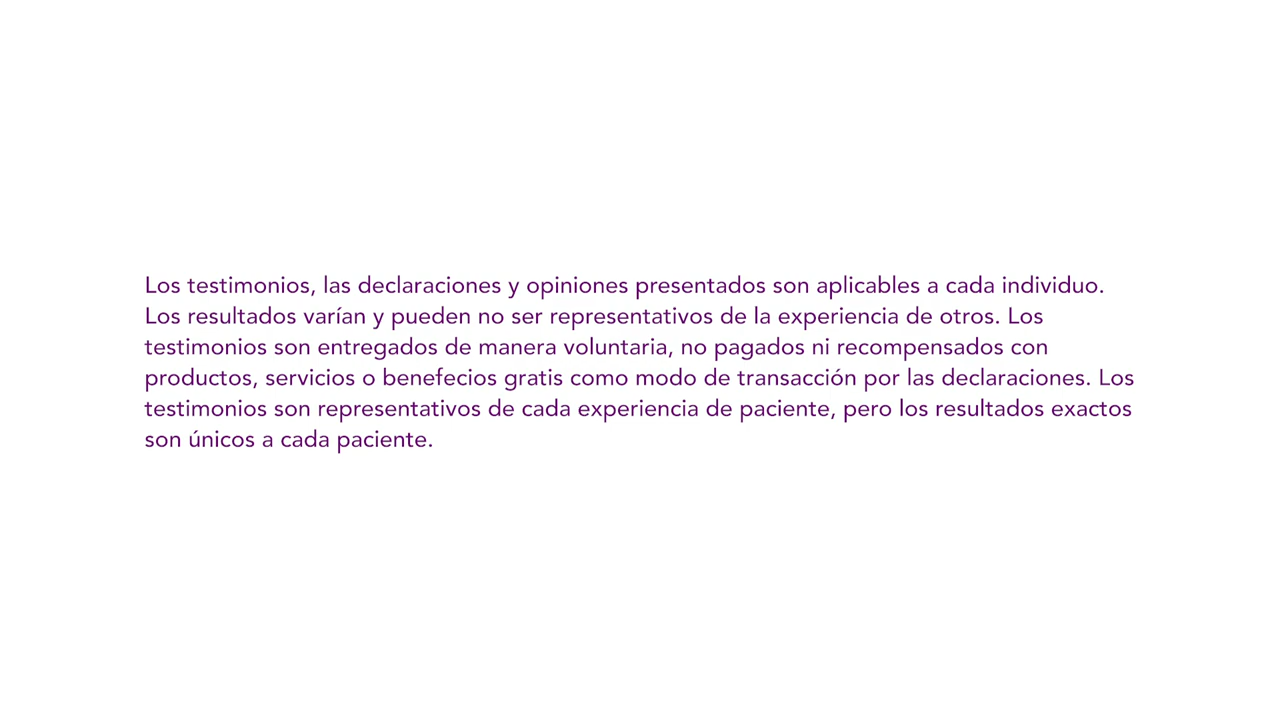 Los testimonios, las declaraciones y opiniones presentados son aplicables a cada individuo.
Los resultados varían y pueden no ser representativos de la experiencia de otros. Los
testimonios son entregados de manera voluntaria, no pagados ni recompensados con
productos, servicios o benefecios gratis como modo de transacción por las declaraciones. Los
testimonios son representativos de cada experiencia de paciente, pero los resultados exactos
son únicos a cada paciente.